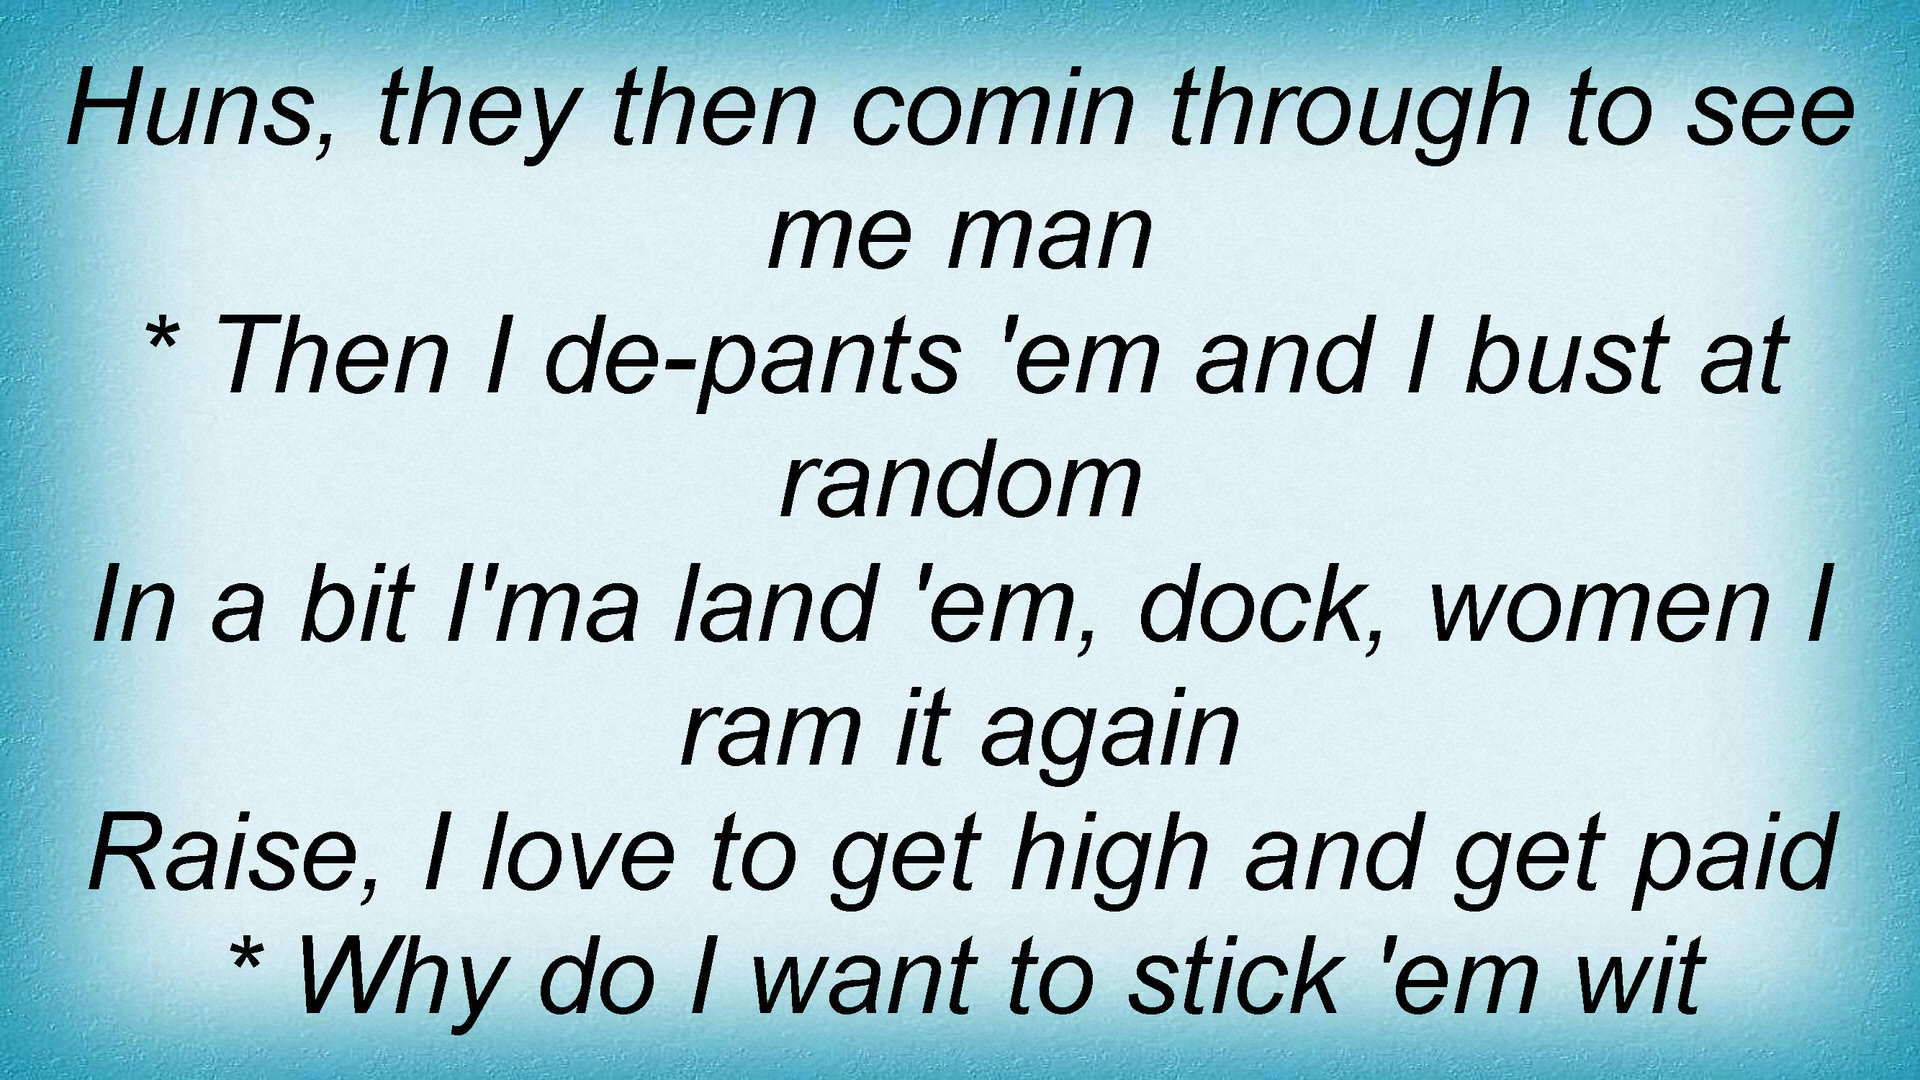 Huns, they then comin through to see
me man
* Then I de-pants 'em and I bust at
random
In a bit I'ma land 'em, dock, women I
ram it again
Raise, I love to get high and get paid
* Why do I want to stick 'em wit